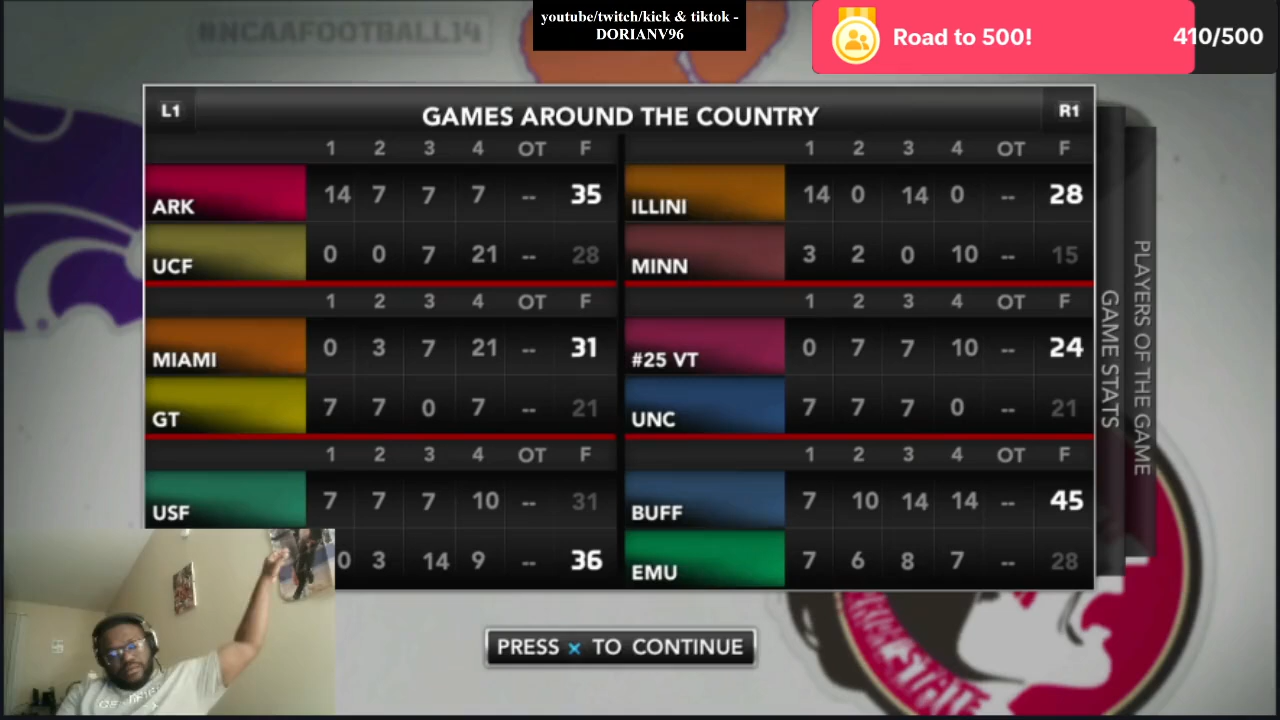 #NCAAFOOTBALL14
youtube/twitch/kick & tiktok -
DORIANV96
Road to 500!
410/500
L1
GAMES AROUND THE COUNTRY
R1
1 2 3 4 OT F
ARK 14 7 7 7 -- 35
UCF 0 0 7 21 -- 28
1 2 3 4 OT F
ILLINI 14 0 14 0 -- 28
MINN 3 2 0 10 -- 15
1 2 3 4 OT F
MIAMI 0 3 7 21 -- 31
GT 7 7 0 7 -- 21
1 2 3 4 OT F
#25 VT 0 7 7 10 -- 24
UNC 7 7 7 0 -- 21
1 2 3 4 OT F
USF 7 7 7 10 -- 31
0 3 14 9 -- 36
1 2 3 4 OT F
BUFF 7 10 14 14 -- 45
EMU 7 6 8 7 -- 28
GAME STATS
PLAYERS OF THE GAME
PRESS × TO CONTINUE